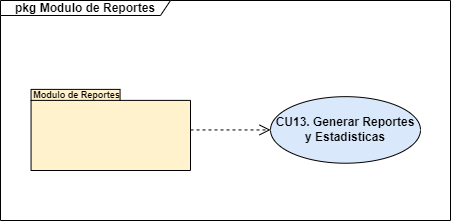 pkg Modulo de Reportes
Modulo de Reportes
CU13. Generar Reportes
y Estadisticas